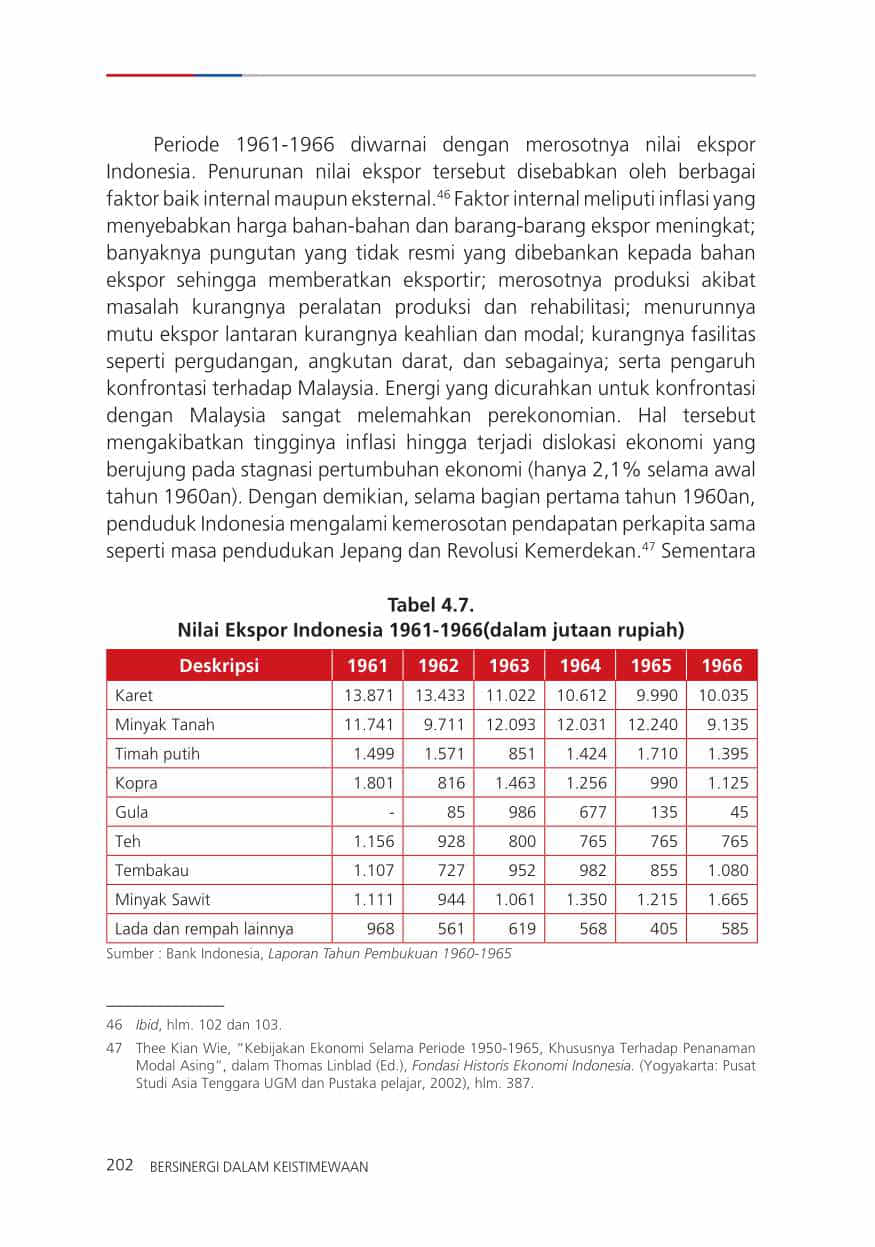 Periode 1961-1966 diwarnai dengan merosotnya nilai ekspor
Indonesia. Penurunan nilai ekspor tersebut disebabkan oleh berbagai
faktor baik internal maupun eksternal.46 Faktor internal meliputi inflasi yang
menyebabkan harga bahan-bahan dan barang-barang ekspor meningkat;
banyaknya pungutan yang tidak resmi yang dibebankan kepada bahan
ekspor sehingga memberatkan eksportir; merosotnya produksi akibat
masalah kurangnya peralatan produksi dan rehabilitasi; menurunnya
mutu ekspor lantaran kurangnya keahlian dan modal; kurangnya fasilitas
seperti pergudangan, angkutan darat, dan sebagainya; serta pengaruh
konfrontasi terhadap Malaysia. Energi yang dicurahkan untuk konfrontasi
dengan Malaysia sangat melemahkan perekonomian. Hal tersebut
mengakibatkan tingginya inflasi hingga terjadi dislokasi ekonomi yang
berujung pada stagnasi pertumbuhan ekonomi (hanya 2,1% selama awal
tahun 1960an). Dengan demikian, selama bagian pertama tahun 1960an,
penduduk Indonesia mengalami kemerosotan pendapatan perkapita sama
seperti masa pendudukan Jepang dan Revolusi Kemerdekan.47 Sementara
Tabel 4.7.
Nilai Ekspor Indonesia 1961-1966(dalam jutaan rupiah)
Deskripsi 1961 1962 1963 1964 1965 1966
Karet 13.871 13.433 11.022 10.612 9.990 10.035
Minyak Tanah 11.741 9.711 12.093 12.031 12.240 9.135
Timah putih 1.499 1.571 851 1.424 1.710 1.395
Kopra 1.801 816 1.463 1.256 990 1.125
Gula - 85 986 677 135 45
Teh 1.156 928 800 765 765 765
Tembakau 1.107 727 952 982 855 1.080
Minyak Sawit 1.111 944 1.061 1.350 1.215 1.665
Lada dan rempah lainnya 968 561 619 568 405 585
Sumber : Bank Indonesia, Laporan Tahun Pembukuan 1960-1965
46 Ibid, hlm. 102 dan 103.
47 Thee Kian Wie, "Kebijakan Ekonomi Selama Periode 1950-1965, Khususnya Terhadap Penanaman
Modal Asing", dalam Thomas Linblad (Ed.), Fondasi Historis Ekonomi Indonesia. (Yogyakarta: Pusat
Studi Asia Tenggara UGM dan Pustaka pelajar, 2002), hlm. 387.
202 BERSINERGI DALAM KEISTIMEWAAN